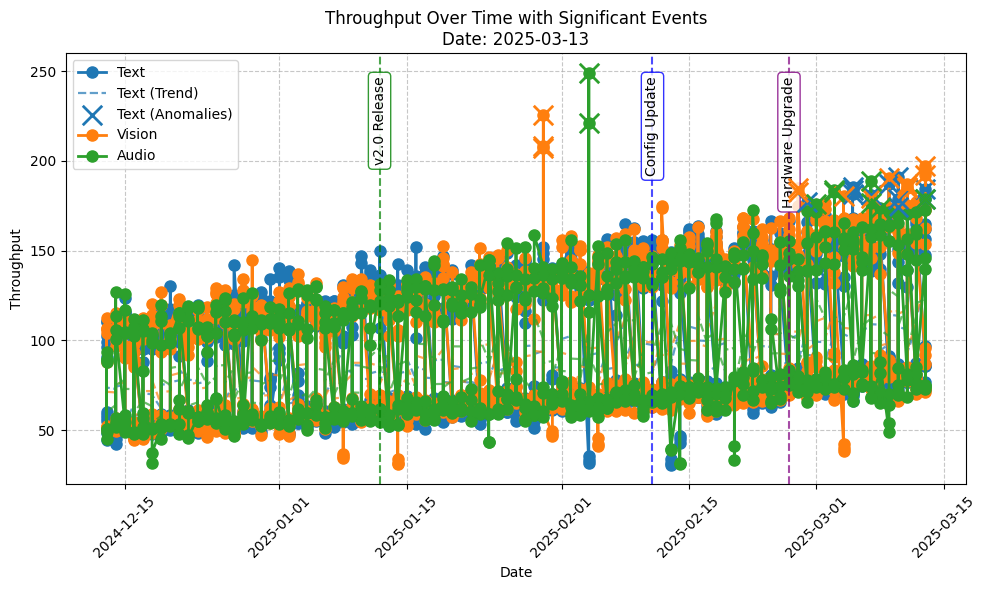 Throughput Over Time with Significant Events
Date: 2025-03-13
Throughput
250
200
150
100
50
Text
Text (Trend)
Text (Anomalies)
Vision
Audio
v2.0 Release
Config Update
Hardware Upgrade
2024-12-15
2025-01-01
2025-01-15
2025-02-01
2025-02-15
2025-03-01
2025-03-15
Date